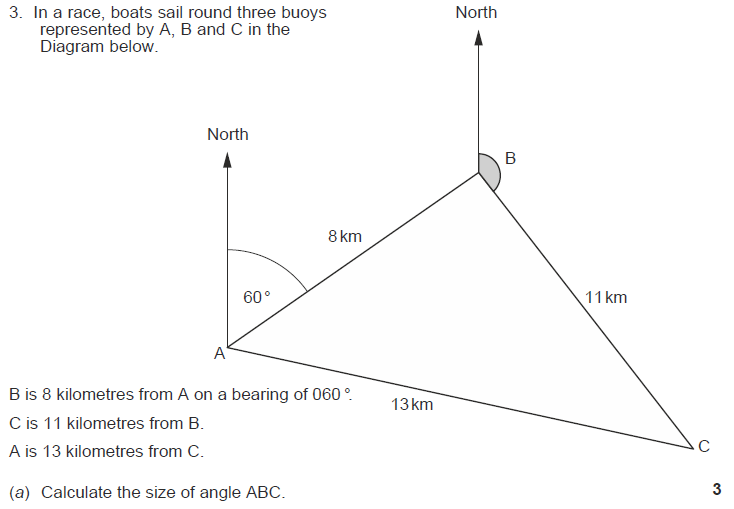 3. In a race, boats sail round three buoys
represented by A, B and C in the
Diagram below.
North
North
B
8 km
60°
11 km
A
B is 8 kilometres from A on a bearing of 060 °.
13 km
C is 11 kilometres from B.
C
A is 13 kilometres from C.
(a) Calculate the size of angle ABC.
3